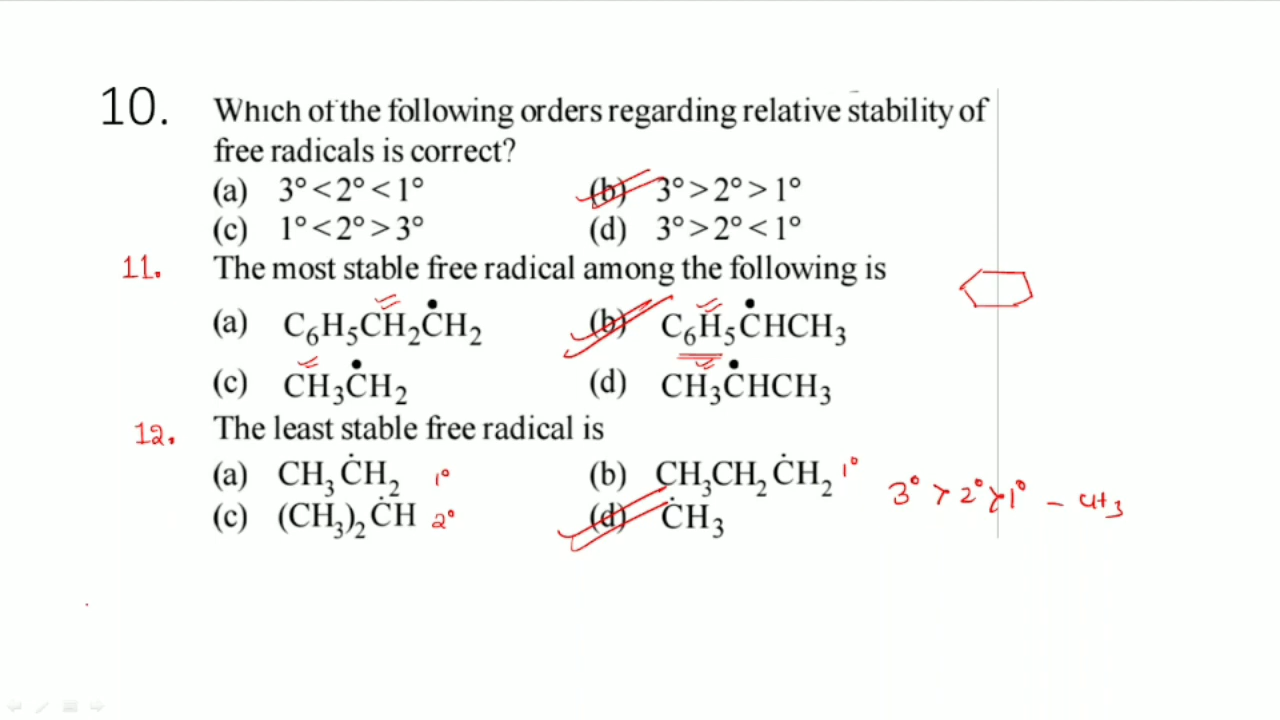 10. Which of the following orders regarding relative stability of
free radicals is correct?
(a) 3° < 2° < 1° (b) 3° > 2° > 1°
(c) 1° < 2° > 3° (d) 3° > 2° < 1°
11. The most stable free radical among the following is
(a) C₆H₅CH₂ĊH₂ (b) C₆H₅ĊHCH₃
(c) CH₃ĊH₂ (d) CH₃ĊHCH₃
12. The least stable free radical is
(a) CH₃ĊH₂ 1° (b) CH₃CH₂ĊH₂ 1°
3° > 2° > 1° – CH₃
(c) (CH₃)₂ĊH 2° (d) ĊH₃